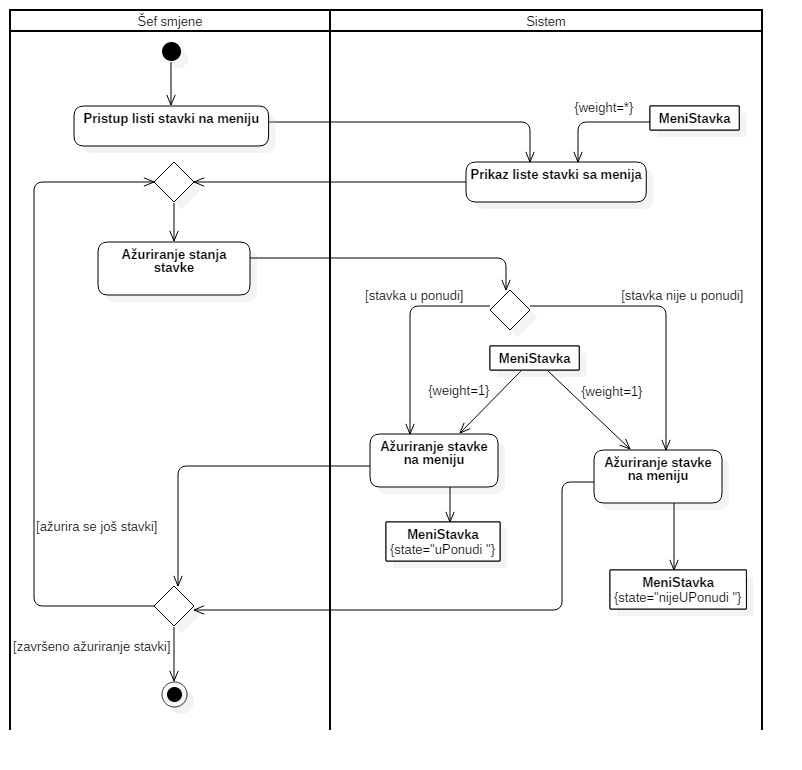 Šef smjene
Sistem
{weight=*}
MeniStavka
Pristup listi stavki na meniju
Prikaz liste stavki sa menija
Ažuriranje stanja
stavke
[stavka u ponudi]
[stavka nije u ponudi]
MeniStavka
{weight=1}
{weight=1}
Ažuriranje stavke
na meniju
Ažuriranje stavke
na meniju
[ažurira se još stavki]
MeniStavka
{state="uPonudi "}
MeniStavka
{state="nijeUPonudi "}
[završeno ažuriranje stavki]